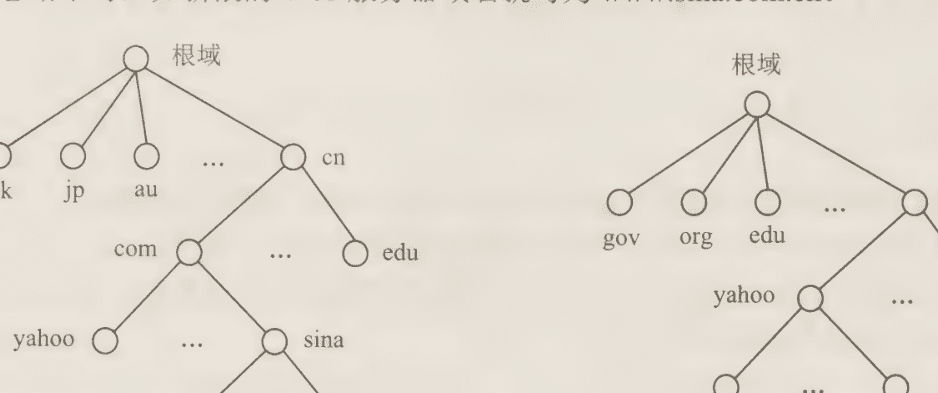 根域
根域
... cn
k jp au
gov org edu ...
com ... edu
yahoo ...
yahoo ... sina
...